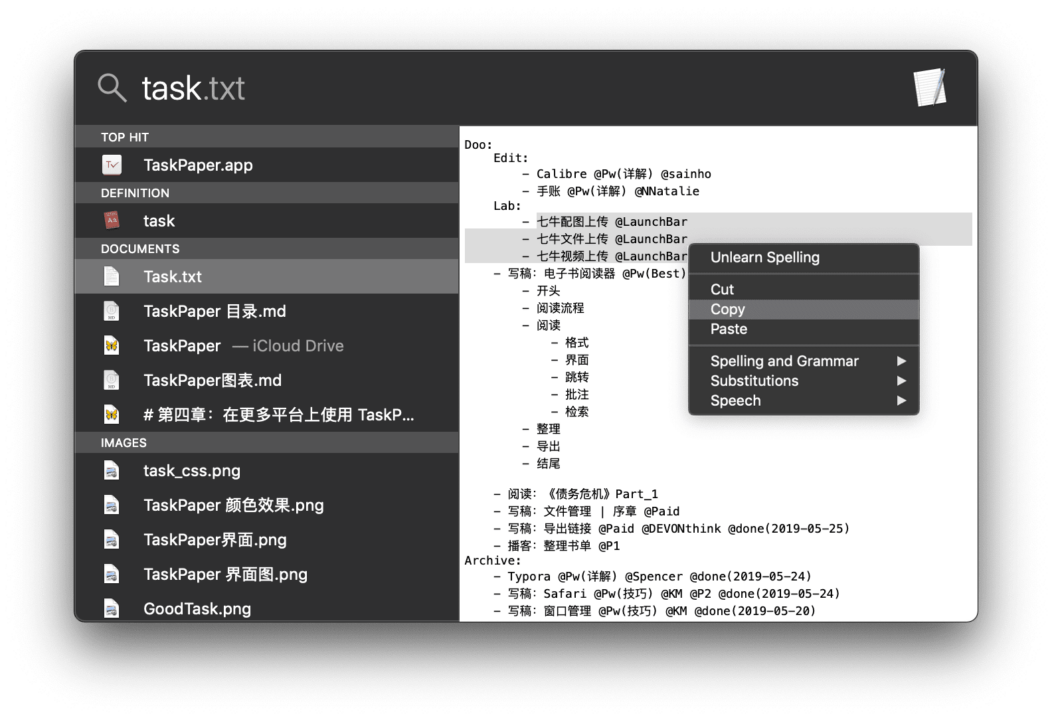 task.txt
TOP HIT
TaskPaper.app
DEFINITION
task
DOCUMENTS
Task.txt
TaskPaper 目录.md
TaskPaper — iCloud Drive
TaskPaper图表.md
# 第四章：在更多平台上使用 TaskP...
IMAGES
task_css.png
TaskPaper 颜色效果.png
TaskPaper界面.png
TaskPaper 界面图.png
GoodTask.png
Doo:
Edit:
- Calibre @Pw(详解) @sainho
- 手账 @Pw(详解) @NNatalie
Lab:
- 七牛配图上传 @LaunchBar
- 七牛文件上传 @LaunchBar
- 七牛视频上传 @LaunchBar
- 写稿：电子书阅读器 @Pw(Best)
- 开头
- 阅读流程
- 阅读
- 格式
- 界面
- 跳转
- 批注
- 检索
- 整理
- 导出
- 结尾
- 阅读：《债务危机》Part_1
- 写稿：文件管理 | 序章 @Paid
- 写稿：导出链接 @Paid @DEVONthink @done(2019-05-25)
- 播客：整理书单 @P1
Archive:
- Typora @Pw(详解) @Spencer @done(2019-05-24)
- 写稿：Safari @Pw(技巧) @KM @P2 @done(2019-05-24)
- 写稿：窗口管理 @Pw(技巧) @KM @done(2019-05-20)
Unlearn Spelling
Cut
Copy
Paste
Spelling and Grammar
Substitutions
Speech